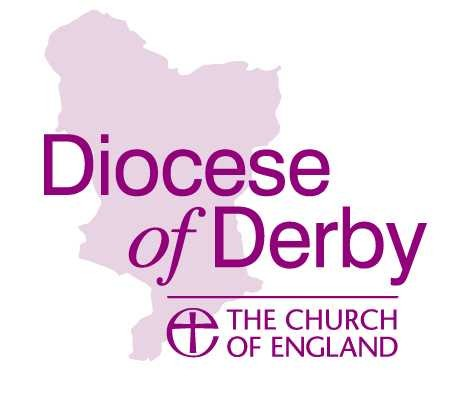 Diocese
of Derby
THE CHURCH
OF ENGLAND